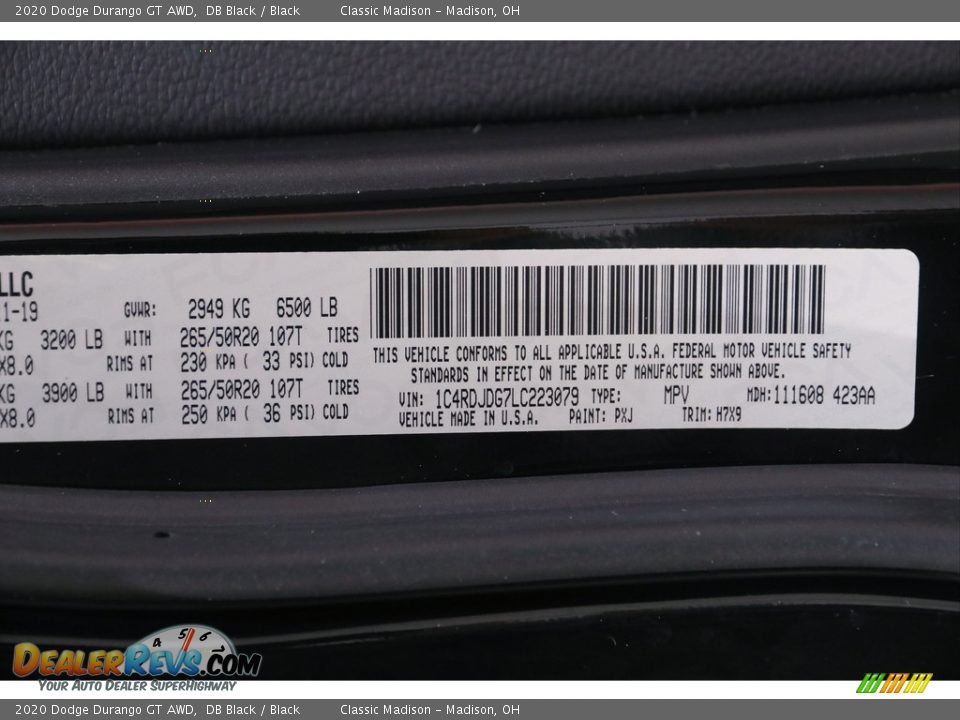 2020 Dodge Durango GT AWD, DB Black / Black Classic Madison - Madison, OH
LLC
1-19 GVWR: 2949 KG 6500 LB
KG 3200 LB WITH 265/50R20 107T TIRES
X8.0 RIMS AT 230 KPA ( 33 PSI) COLD
KG 3900 LB WITH 265/50R20 107T TIRES
X8.0 RIMS AT 250 KPA ( 36 PSI) COLD
THIS VEHICLE CONFORMS TO ALL APPLICABLE U.S.A. FEDERAL MOTOR VEHICLE SAFETY
STANDARDS IN EFFECT ON THE DATE OF MANUFACTURE SHOWN ABOVE.
VIN: 1C4RDJDG7LC223079 TYPE: MPV MDH:111608 423AA
VEHICLE MADE IN U.S.A. PAINT: PXJ TRIM: H7X9
4 5 6
DEALERREVS.COM
YOUR AUTO DEALER SUPERHIGHWAY
2020 Dodge Durango GT AWD, DB Black / Black Classic Madison - Madison, OH